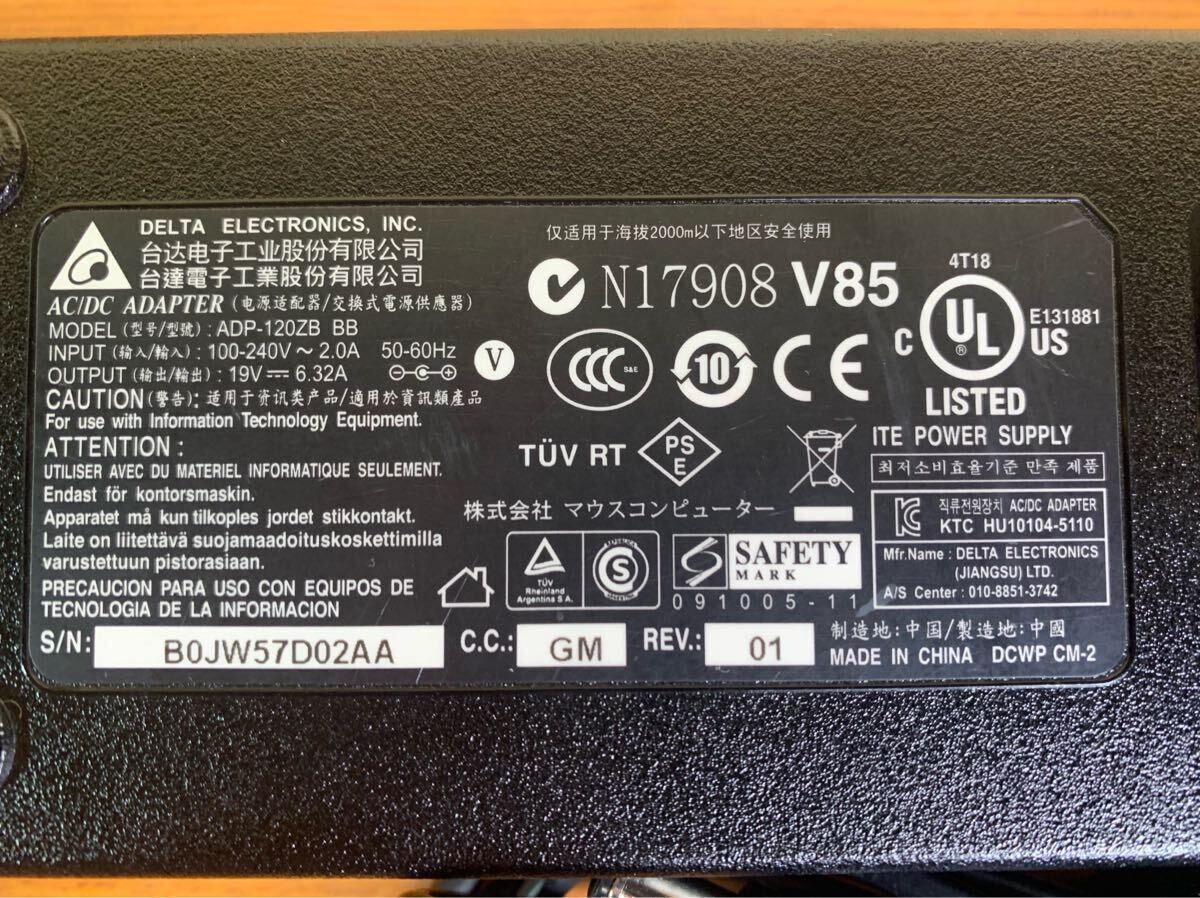 DELTA ELECTRONICS, INC.
台达电子工业股份有限公司
台達電子工業股份有限公司
AC/DC ADAPTER (电源适配器/交換式電源供應器)
MODEL (型号/型號) : ADP-120ZB BB
INPUT (输入/輸入) : 100-240V～2.0A 50-60Hz
OUTPUT (输出/輸出) : 19V⎓ 6.32A
V
CAUTION (警告): 适用于资讯类产品/適用於資訊類產品
For use with Information Technology Equipment.
ATTENTION :
UTILISER AVEC DU MATERIEL INFORMATIQUE SEULEMENT.
Endast för kontorsmaskin.
Apparatet må kun tilkoples jordet stikkontakt.
Laite on liitettävä suojamaadoituskoskettimilla
varustettuun pistorasiaan.
PRECAUCION PARA USO CON EQUIPOS DE
TECNOLOGIA DE LA INFORMACION
S/N: B0JW57D02AA
C.C.: GM
REV.: 01
仅适用于海拔2000m以下地区安全使用
N17908 V85
CCC S&E
10
CE
4T18
C UL ® US
E131881
LISTED
ITE POWER SUPPLY
TÜV RT
PS
E
株式会社 マウスコンピューター
TÜV
Rheinland
Argentina S.A.
S
SAFETY
MARK
091005-11
최저소비효율기준 만족 제품
직류전원장치 AC/DC ADAPTER
KTC HU10104-5110
Mfr.Name : DELTA ELECTRONICS
(JIANGSU) LTD.
A/S Center : 010-8851-3742
制造地: 中国/製造地: 中國
MADE IN CHINA DCWP CM-2